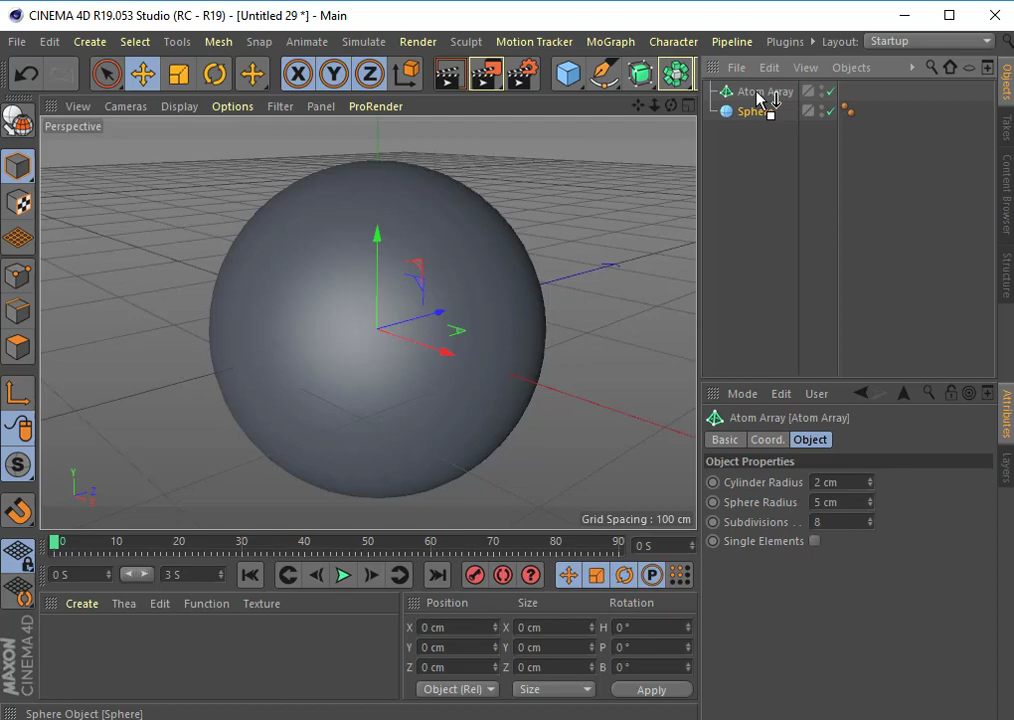 CINEMA 4D R19.053 Studio (RC - R19) - [Untitled 29 *] - Main
File Edit Create Select Tools Mesh Snap Animate Simulate Render Sculpt Motion Tracker MoGraph Character Pipeline Plugins Layout: Startup
X Y Z
File Edit View Objects
View Cameras Display Options Filter Panel ProRender
Perspective
Atom Array
Sphere
Objects
Takes
Content Browser
Structure
Y
Z
X
Grid Spacing : 100 cm
Mode Edit User
Atom Array [Atom Array]
Basic Coord. Object
Object Properties
Cylinder Radius 2 cm
Sphere Radius 5 cm
Subdivisions . . 8
Single Elements
Attributes
Layers
0 10 20 30 40 50 60 70 80 90 0 S
0 S 3 S
P
S
Create Thea Edit Function Texture
Position Size Rotation
X 0 cm X 0 cm H 0 °
Y 0 cm Y 0 cm P 0 °
Z 0 cm Z 0 cm B 0 °
Object (Rel) Size Apply
MAXON
CINEMA 4D
Sphere Object [Sphere]